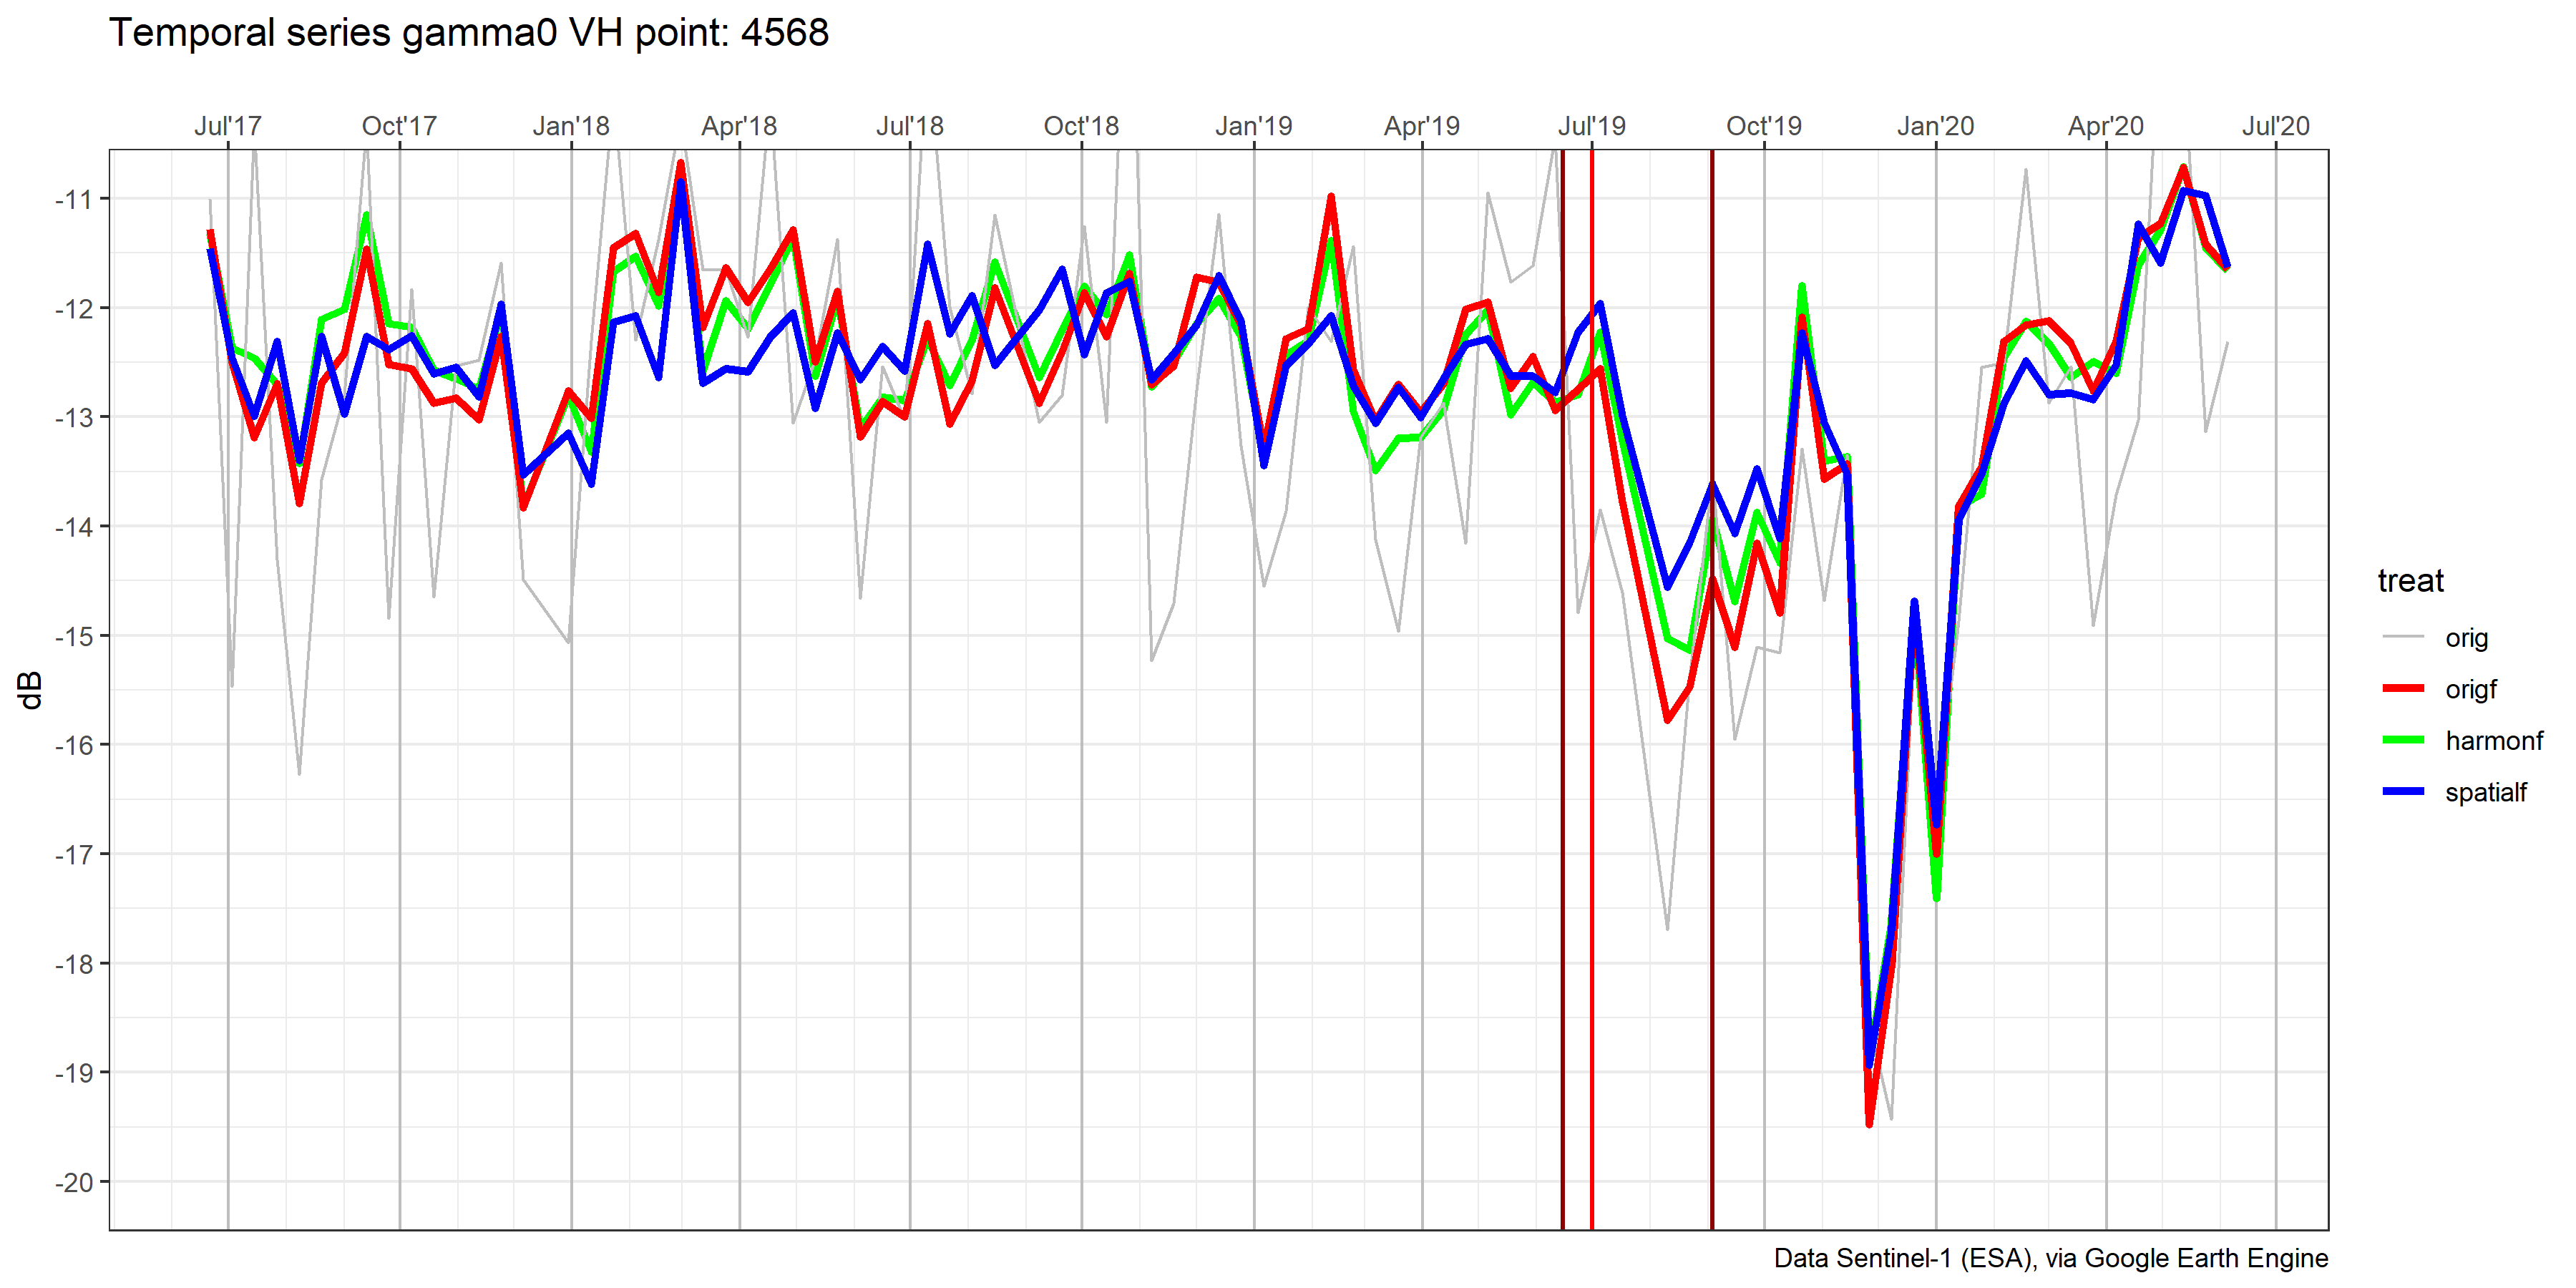 Temporal series gamma0 VH point: 4568
Jul'17 Oct'17 Jan'18 Apr'18 Jul'18 Oct'18 Jan'19 Apr'19 Jul'19 Oct'19 Jan'20 Apr'20 Jul'20
dB
-11
-12
-13
-14
-15
-16
-17
-18
-19
-20
treat
orig
origf
harmonf
spatialf
Data Sentinel-1 (ESA), via Google Earth Engine